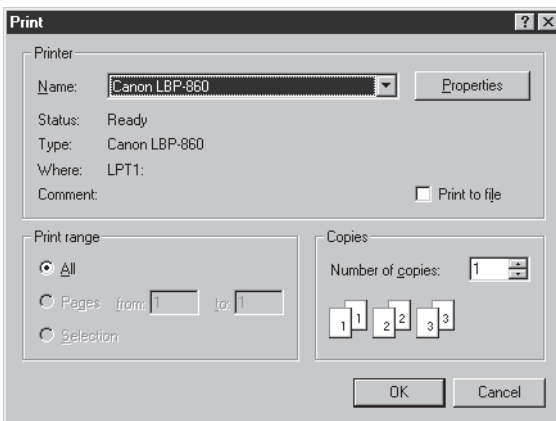 Print
Printer
Name: Canon LBP-860 Properties
Status: Ready
Type: Canon LBP-860
Where: LPT1:
Comment: Print to file
Print range
All
Pages from: 1 to: 1
Selection
Copies
Number of copies: 1
1 1 2 2 3 3
OK Cancel